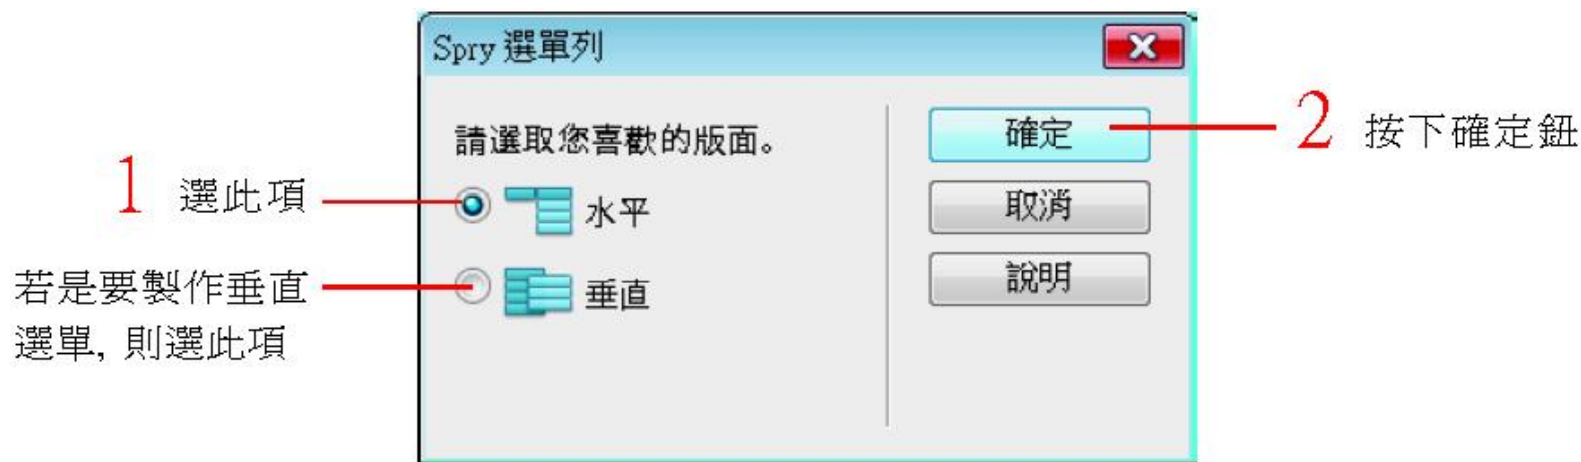 Spry 選單列
請選取您喜歡的版面。
1 選此項
水平
若是要製作垂直
選單, 則選此項
垂直
確定
2 按下確定鈕
取消
說明